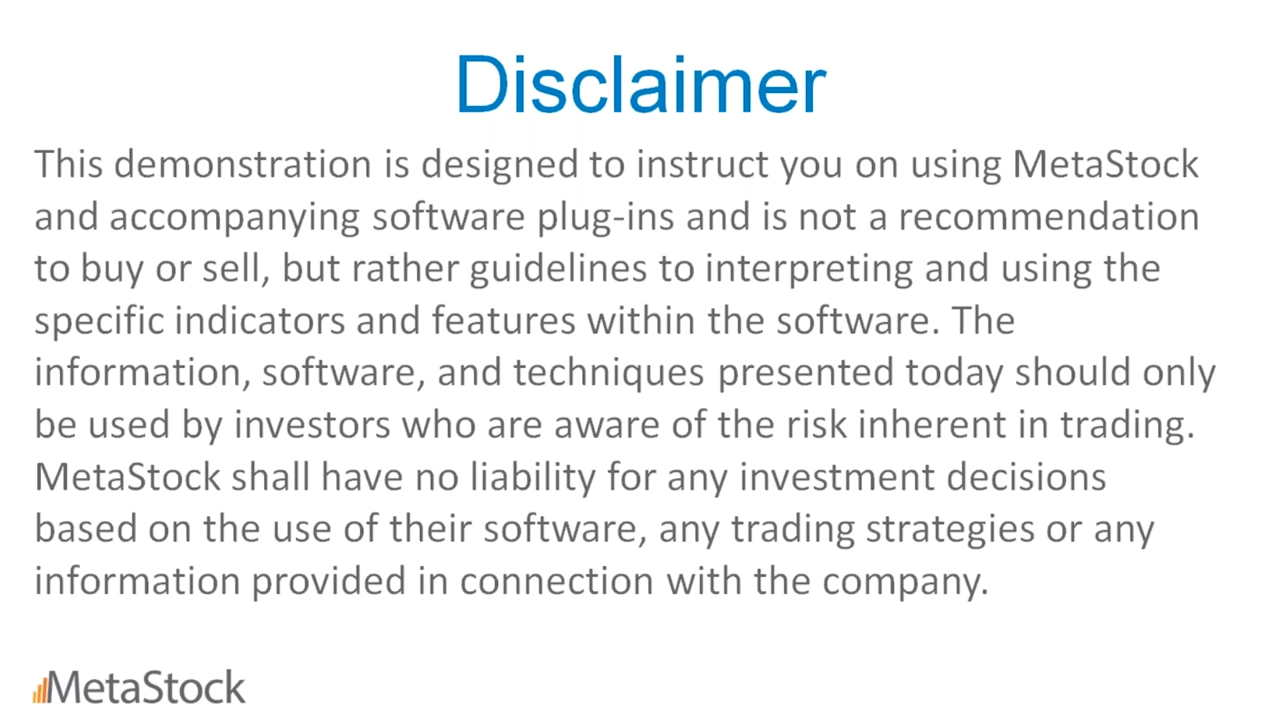 Disclaimer
This demonstration is designed to instruct you on using MetaStock
and accompanying software plug-ins and is not a recommendation
to buy or sell, but rather guidelines to interpreting and using the
specific indicators and features within the software. The
information, software, and techniques presented today should only
be used by investors who are aware of the risk inherent in trading.
MetaStock shall have no liability for any investment decisions
based on the use of their software, any trading strategies or any
information provided in connection with the company.
MetaStock